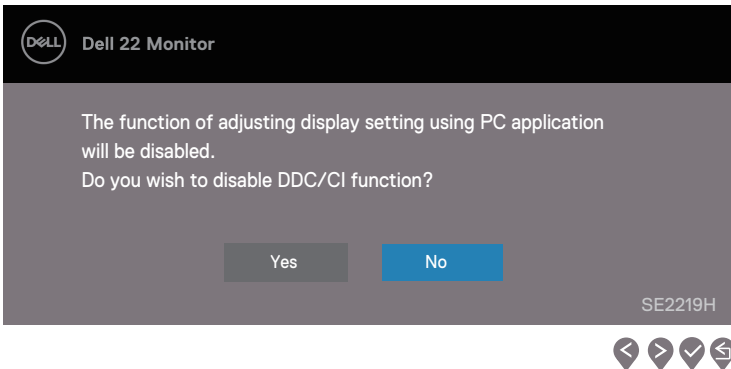 DELL
Dell 22 Monitor
The function of adjusting display setting using PC application
will be disabled.
Do you wish to disable DDC/CI function?
Yes
No
SE2219H